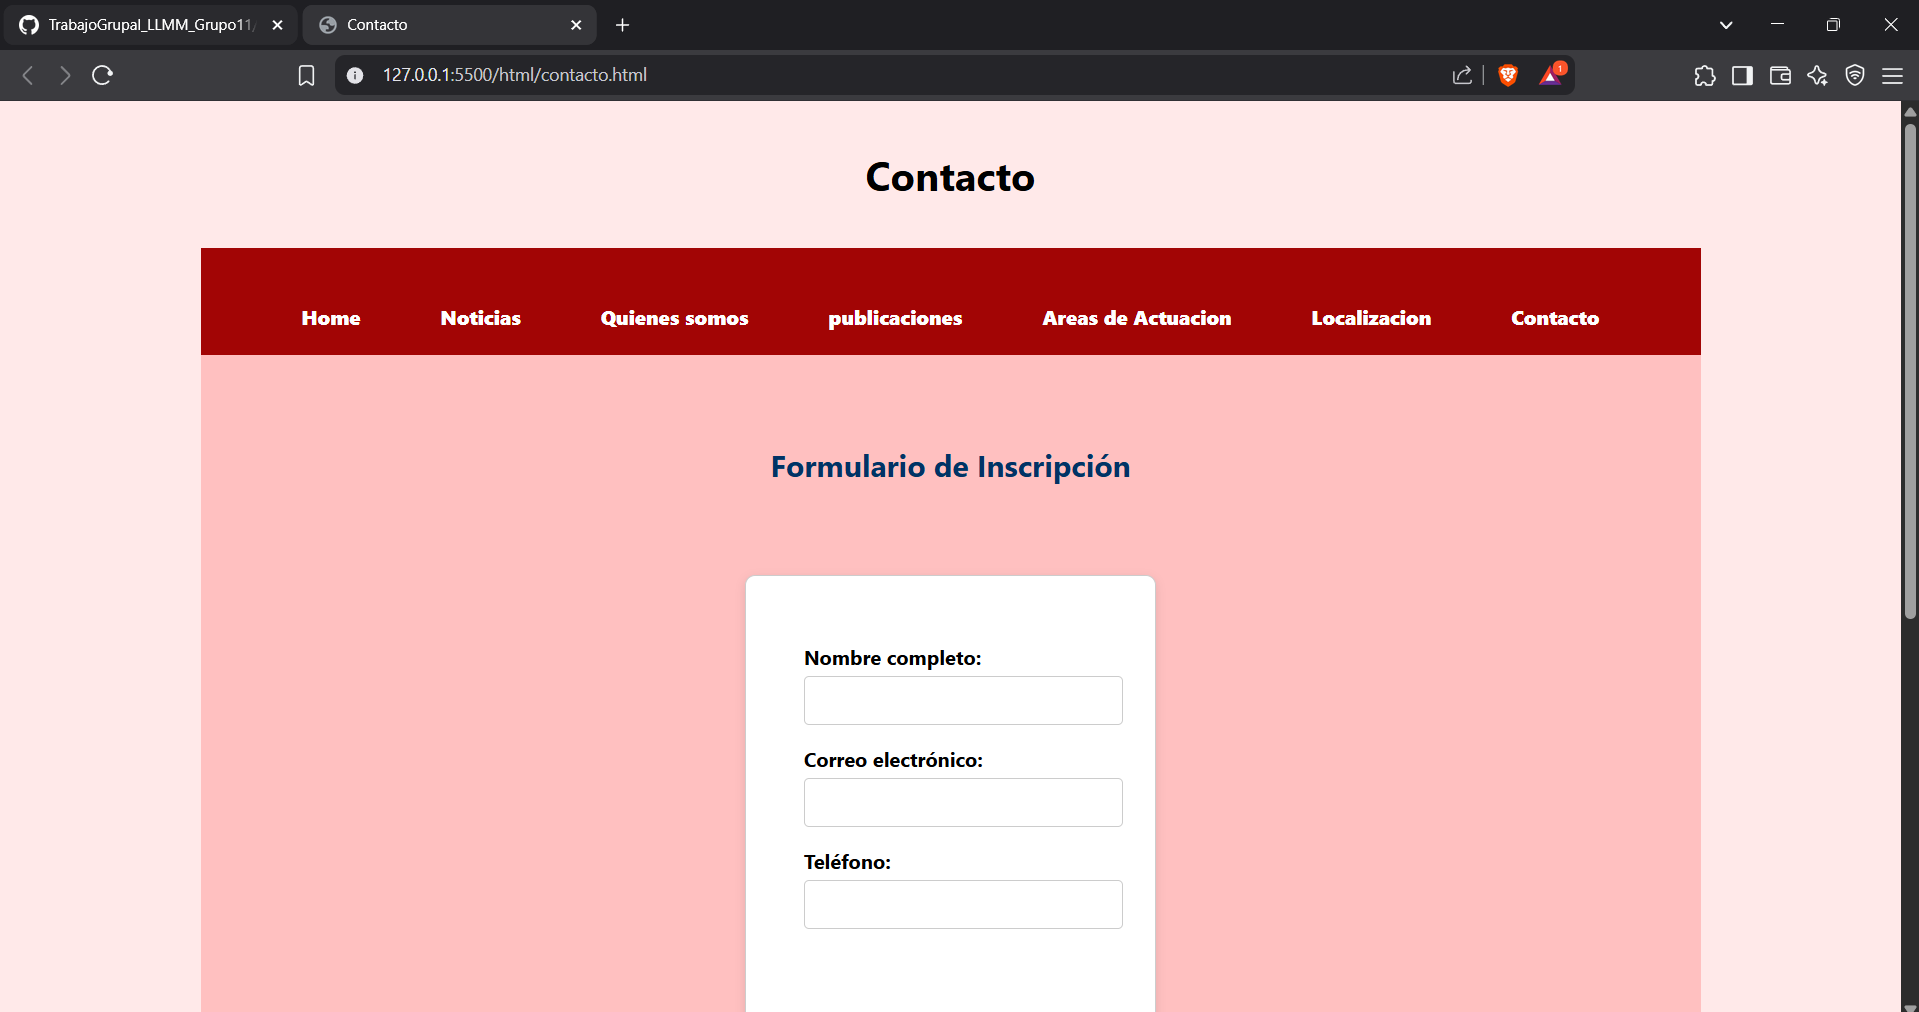 TrabajoGrupal_LLMM_Grupo11/
Contacto
127.0.0.1:5500/html/contacto.html
1
Contacto
Home Noticias Quienes somos publicaciones Areas de Actuacion Localizacion Contacto
Formulario de Inscripción
Nombre completo:
Correo electrónico:
Teléfono: